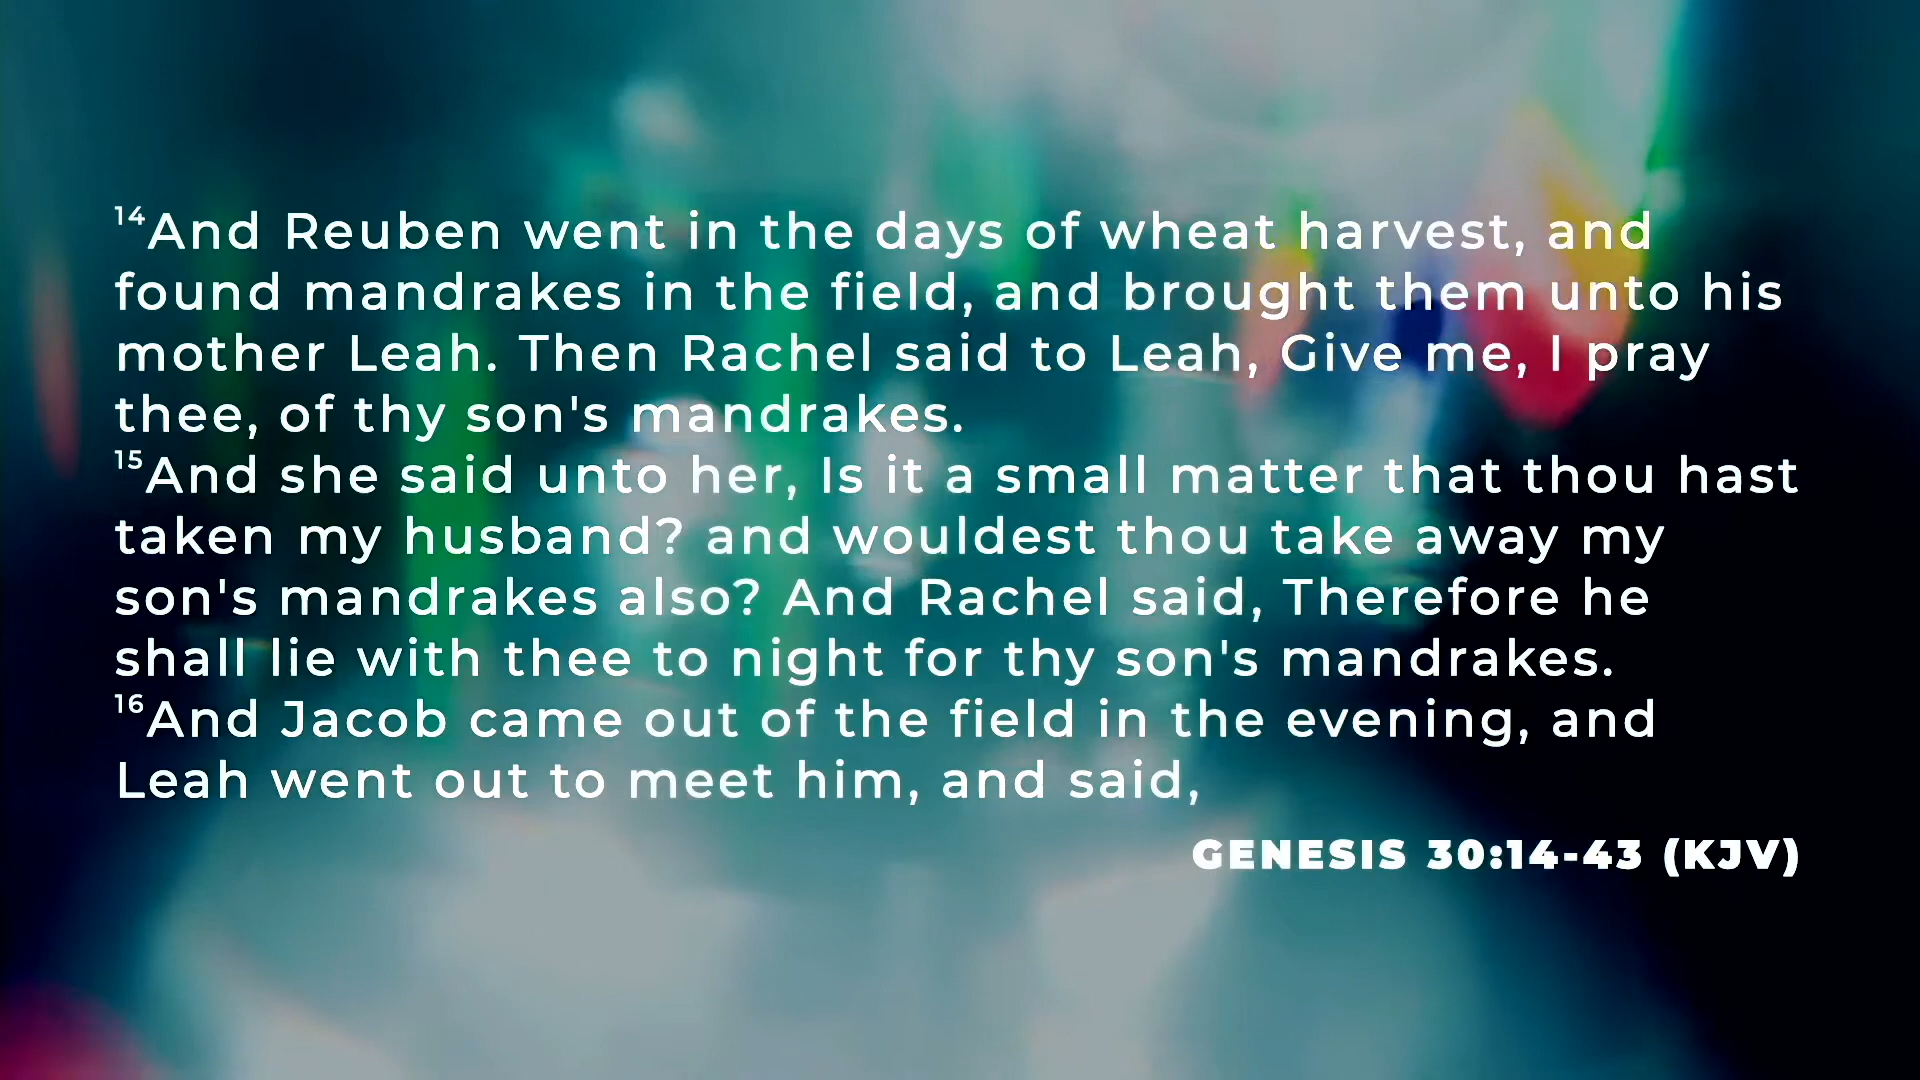 14And Reuben went in the days of wheat harvest, and
found mandrakes in the field, and brought them unto his
mother Leah. Then Rachel said to Leah, Give me, I pray
thee, of thy son's mandrakes.
15And she said unto her, Is it a small matter that thou hast
taken my husband? and wouldest thou take away my
son's mandrakes also? And Rachel said, Therefore he
shall lie with thee to night for thy son's mandrakes.
16And Jacob came out of the field in the evening, and
Leah went out to meet him, and said,
GENESIS 30:14-43 (KJV)